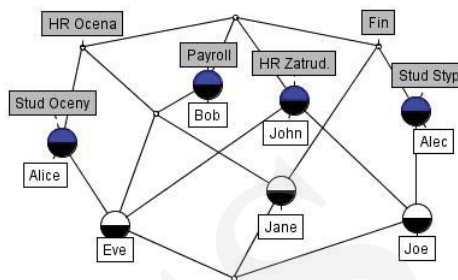 HR Ocena
Fin
Payroll
HR Zatrud.
Stud Styp
Stud Oceny
Bob
John
Alec
Alice
Jane
Eve
Joe